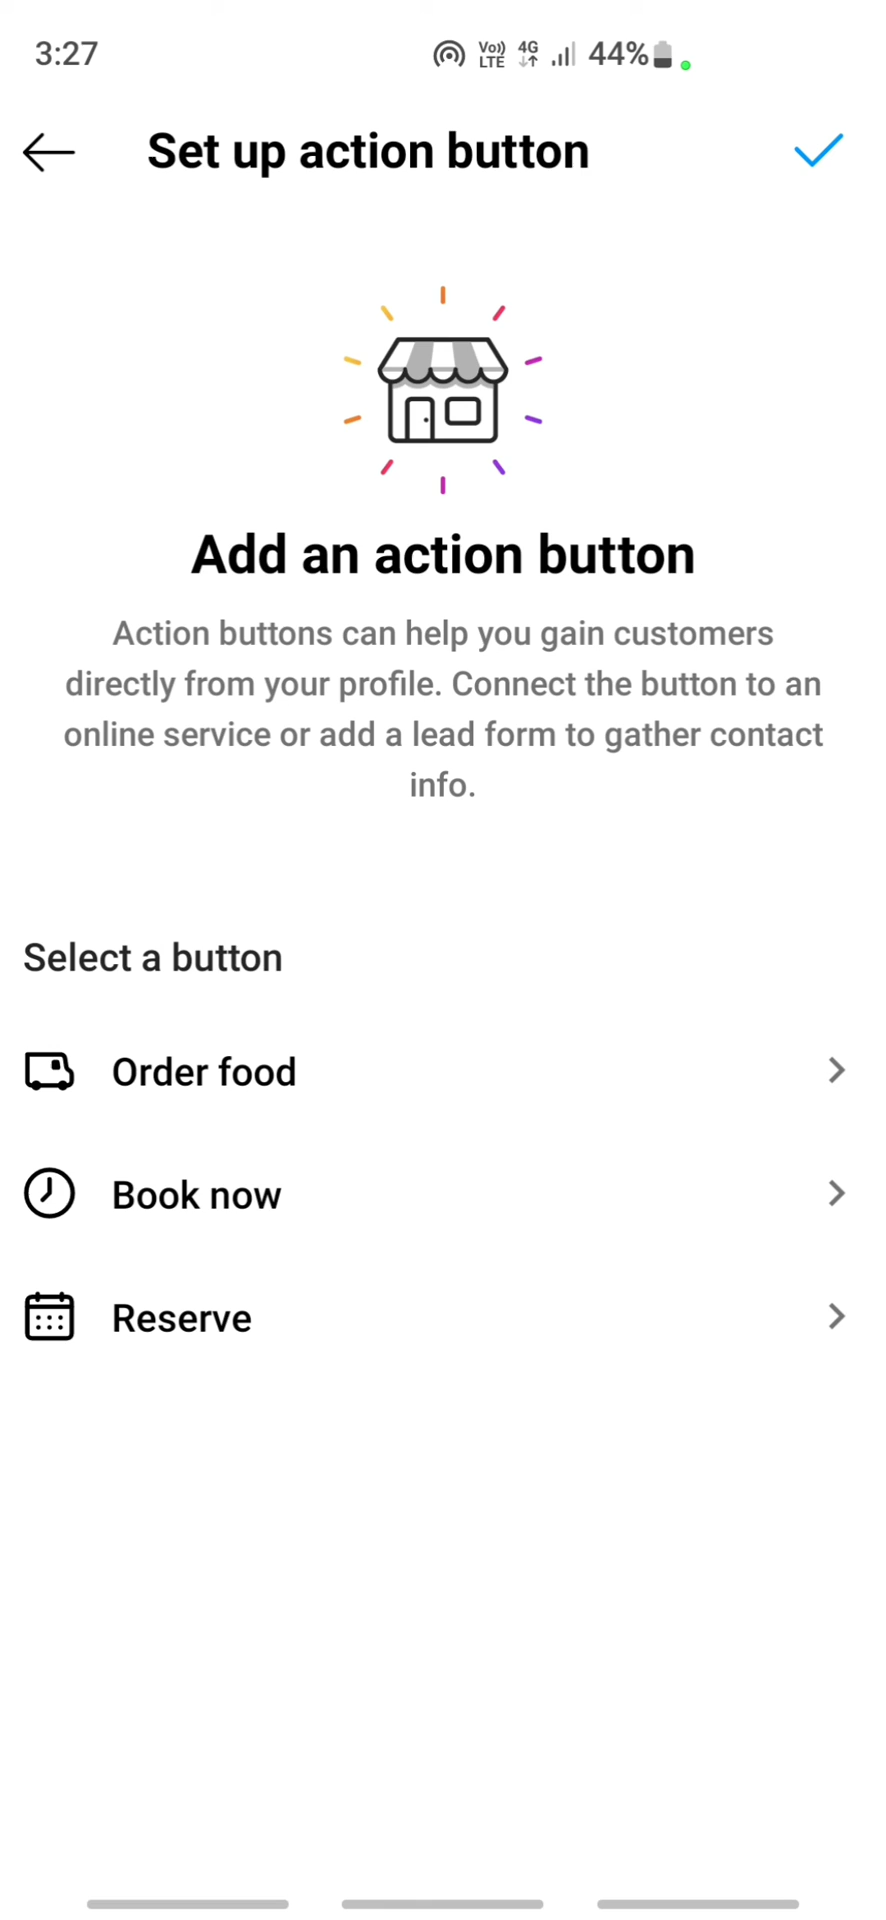 3:27
Vo)) LTE 4G 44%
Set up action button
Add an action button
Action buttons can help you gain customers
directly from your profile. Connect the button to an
online service or add a lead form to gather contact
info.
Select a button
Order food
Book now
Reserve